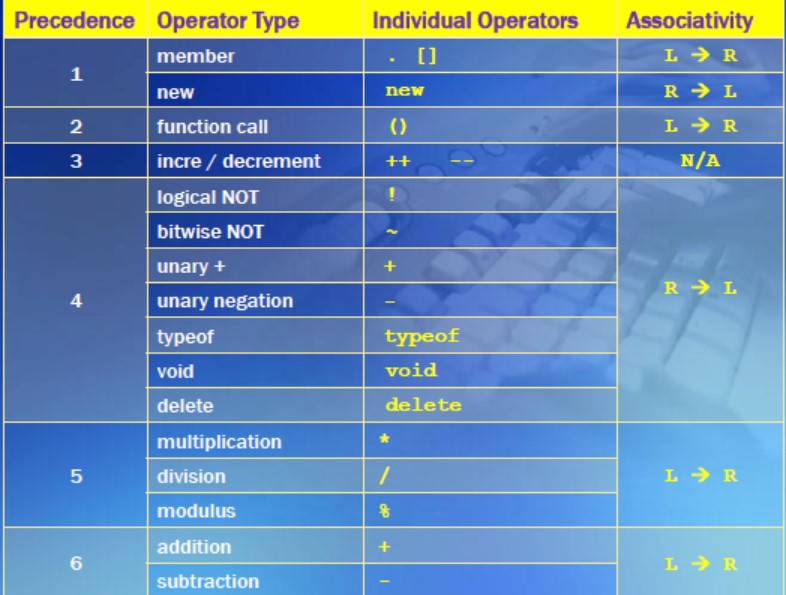 Precedence Operator Type Individual Operators Associativity
1 member . [] L → R
new new R → L
2 function call () L → R
3 incre / decrement ++ -- N/A
4 logical NOT ! R → L
bitwise NOT ~
unary + +
unary negation -
typeof typeof
void void
delete delete
5 multiplication * L → R
division /
modulus %
6 addition + L → R
subtraction -